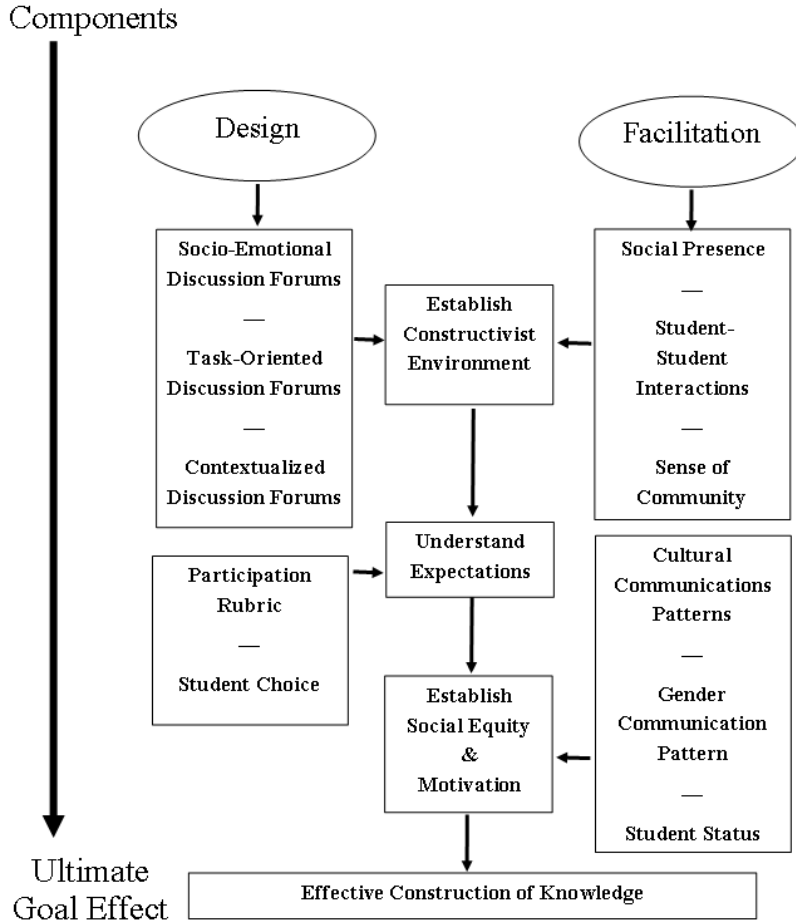 Components
Design
Facilitation
Socio-Emotional
Discussion Forums
—
Task-Oriented
Discussion Forums
—
Contextualized
Discussion Forums
Establish
Constructivist
Environment
Social Presence
—
Student-
Student
Interactions
—
Sense of
Community
Understand
Expectations
Participation
Rubric
—
Student Choice
Cultural
Communications
Patterns
—
Gender
Communication
Pattern
—
Student Status
Establish
Social Equity
&
Motivation
Ultimate
Goal Effect
Effective Construction of Knowledge